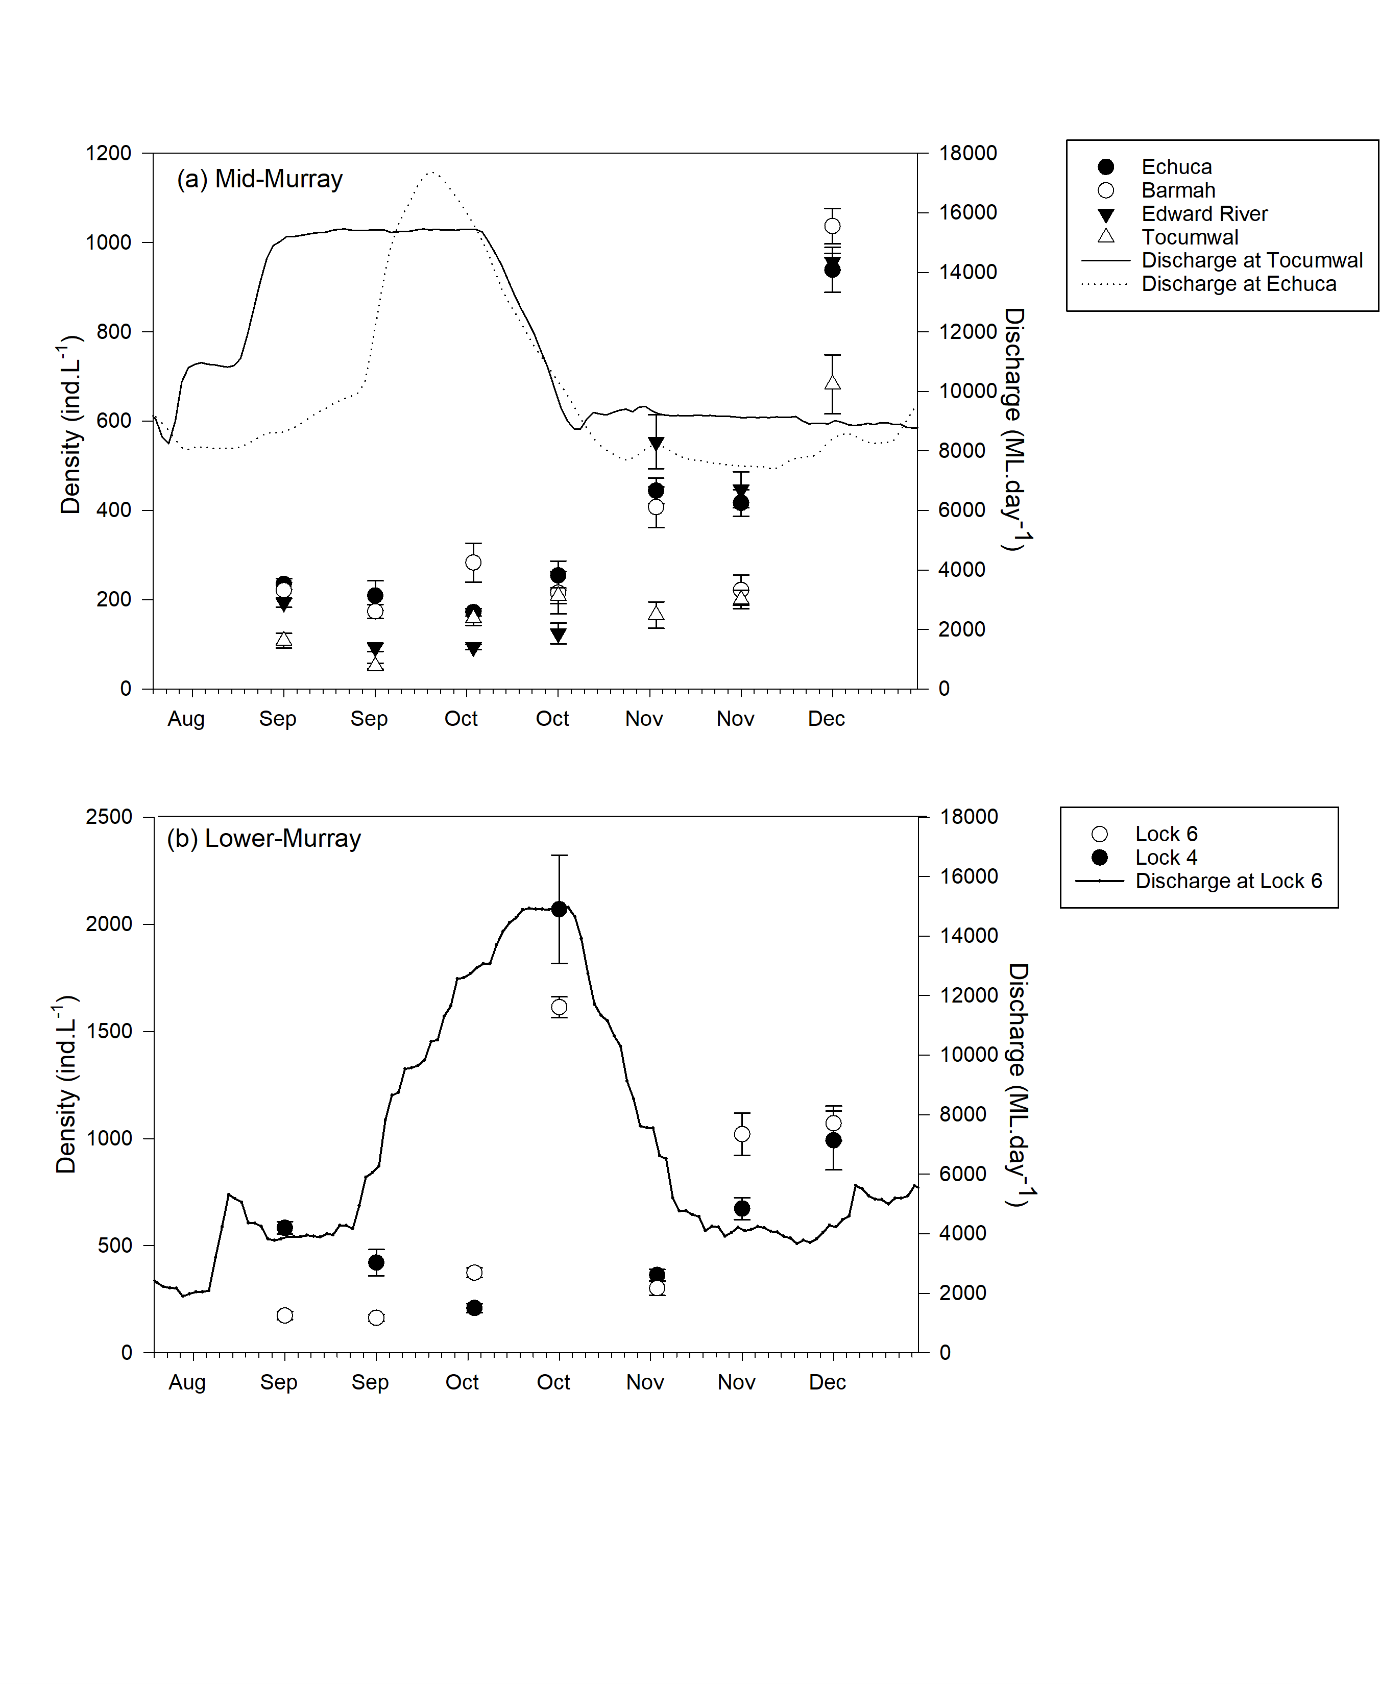 (a) Mid-Murray
1200
1000
800
600
400
200
0
Density (ind.L-1)
18000
16000
14000
12000
10000
8000
6000
4000
2000
0
Discharge (ML.day-1)
Aug Sep Sep Oct Oct Nov Nov Dec
Echuca
Barmah
Edward River
Tocumwal
Discharge at Tocumwal
Discharge at Echuca
(b) Lower-Murray
2500
2000
1500
1000
500
0
Density (ind.L-1)
18000
16000
14000
12000
10000
8000
6000
4000
2000
0
Discharge (ML.day-1)
Aug Sep Sep Oct Oct Nov Nov Dec
Lock 6
Lock 4
Discharge at Lock 6